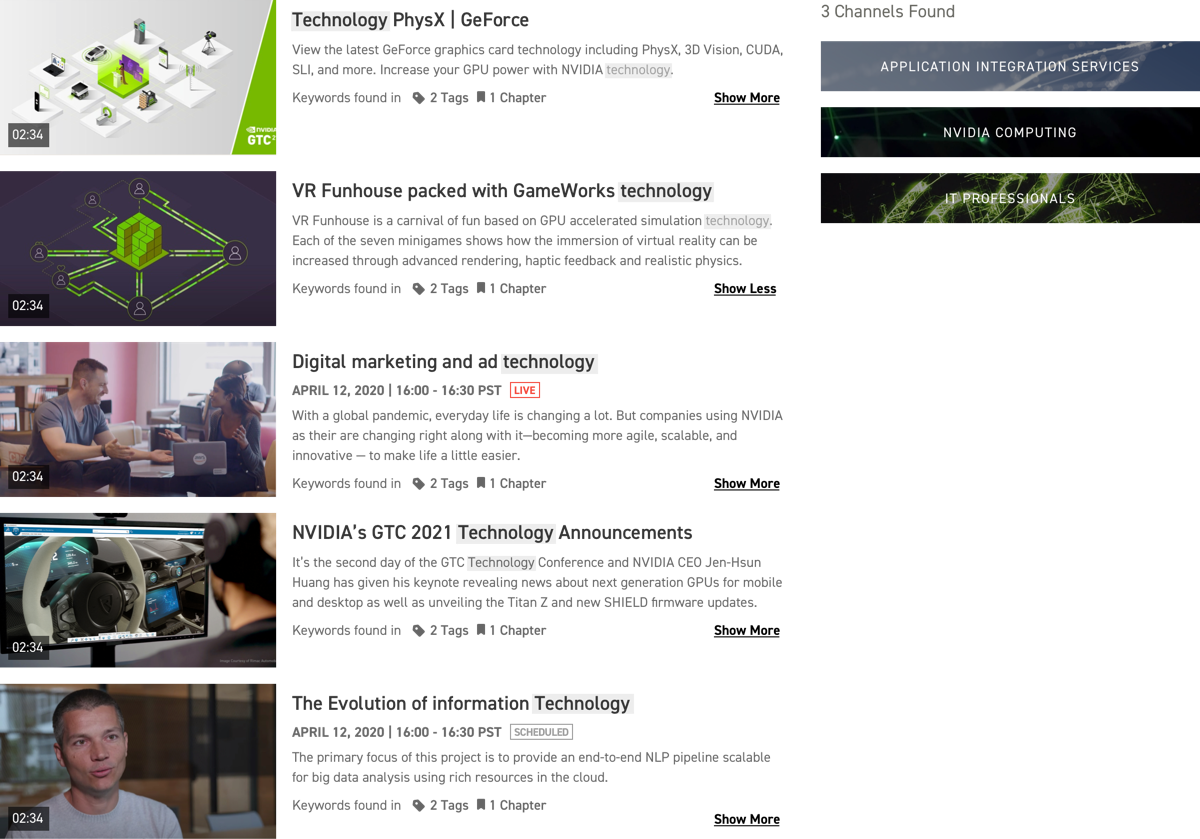 NVIDIA
GTC
02:34
Technology PhysX | GeForce
View the latest GeForce graphics card technology including PhysX, 3D Vision, CUDA,
SLI, and more. Increase your GPU power with NVIDIA technology.
Keywords found in 2 Tags 1 Chapter Show More
02:34
VR Funhouse packed with GameWorks technology
VR Funhouse is a carnival of fun based on GPU accelerated simulation technology.
Each of the seven minigames shows how the immersion of virtual reality can be
increased through advanced rendering, haptic feedback and realistic physics.
Keywords found in 2 Tags 1 Chapter Show Less
02:34
Digital marketing and ad technology
APRIL 12, 2020 | 16:00 - 16:30 PST LIVE
With a global pandemic, everyday life is changing a lot. But companies using NVIDIA
as their are changing right along with it—becoming more agile, scalable, and
innovative — to make life a little easier.
Keywords found in 2 Tags 1 Chapter Show More
02:34
NVIDIA’s GTC 2021 Technology Announcements
It’s the second day of the GTC Technology Conference and NVIDIA CEO Jen-Hsun
Huang has given his keynote revealing news about next generation GPUs for mobile
and desktop as well as unveiling the Titan Z and new SHIELD firmware updates.
Keywords found in 2 Tags 1 Chapter Show More
02:34
The Evolution of information Technology
APRIL 12, 2020 | 16:00 - 16:30 PST SCHEDULED
The primary focus of this project is to provide an end-to-end NLP pipeline scalable
for big data analysis using rich resources in the cloud.
Keywords found in 2 Tags 1 Chapter
Show More
3 Channels Found
APPLICATION INTEGRATION SERVICES
NVIDIA COMPUTING
IT PROFESSIONALS